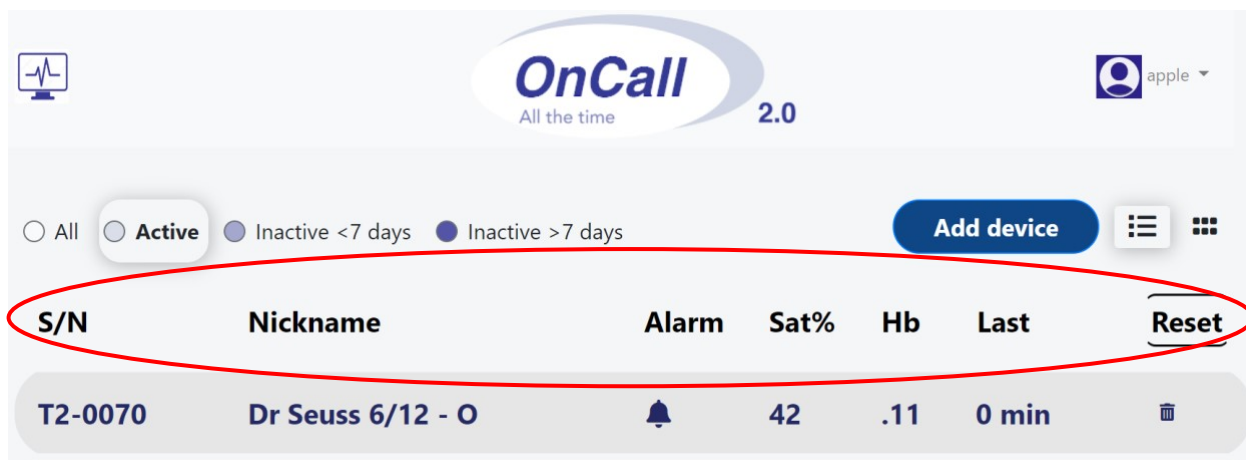 OnCall
All the time
2.0
apple
All Active Inactive <7 days Inactive >7 days Add device
S/N Nickname Alarm Sat% Hb Last Reset
T2-0070 Dr Seuss 6/12 - O 42 .11 0 min